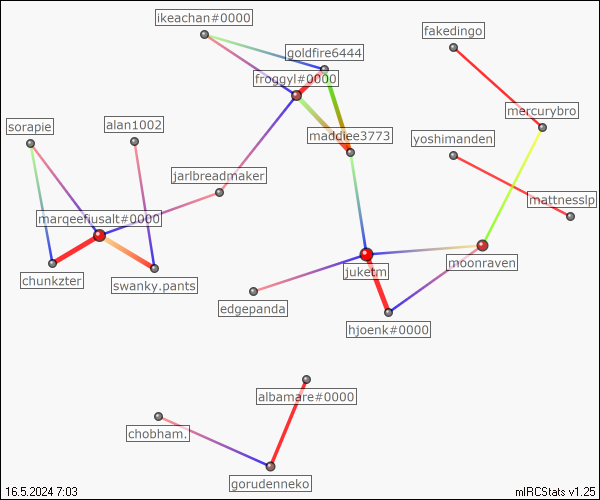 ikeachan#0000
fakedingo
goldfire6444
froggyl#0000
mercurybro
sorapie
alan1002
maddiee3773
yoshimanden
jarlbreadmaker
mattnesslp
marqeefiusalt#0000
moonraven
juketm
chunkzter
swanky.pants
edgepanda
hjoenk#0000
albamare#0000
chobham.
gorudenneko
16.5.2024 7:03
mIRCStats v1.25